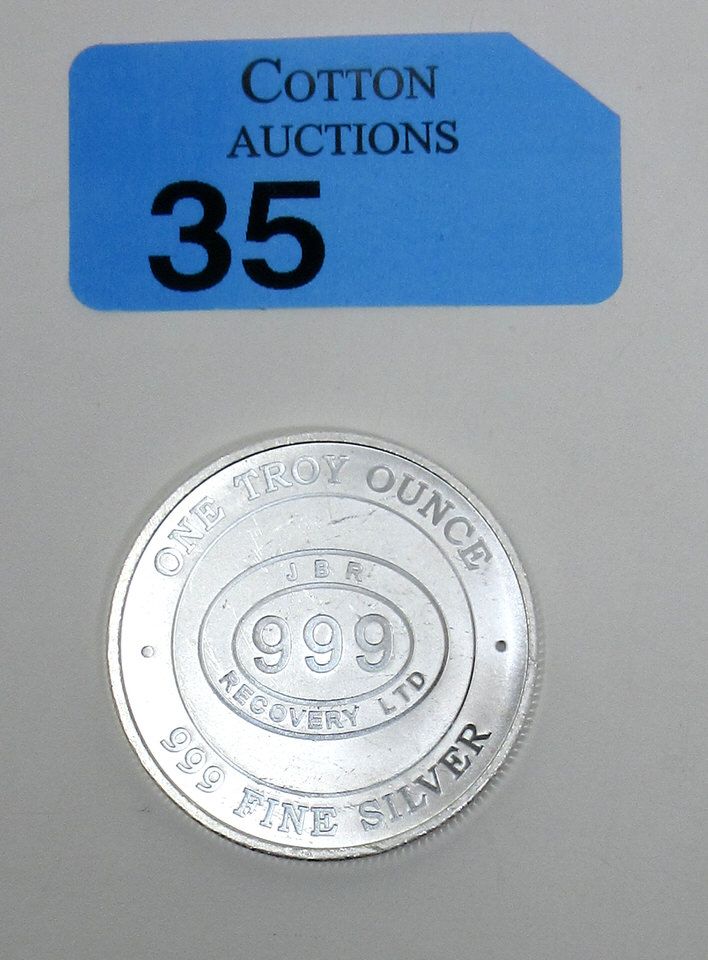 COTTON
AUCTIONS
35
ONE TROY OUNCE
JBR
999
RECOVERY LTD
999 FINE SILVER